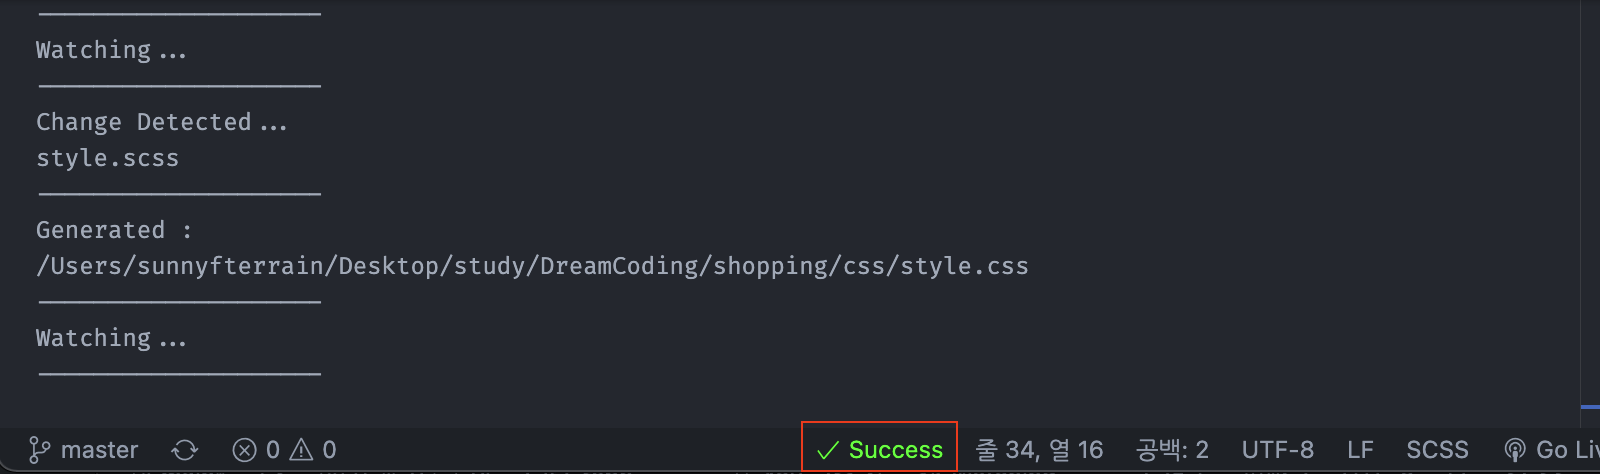 Watching...
Change Detected...
style.scss
Generated :
/Users/sunnyfterrain/Desktop/study/DreamCoding/shopping/css/style.css
Watching...
master 0 0 Success 줄 34, 열 16 공백: 2 UTF-8 LF SCSS Go Liv